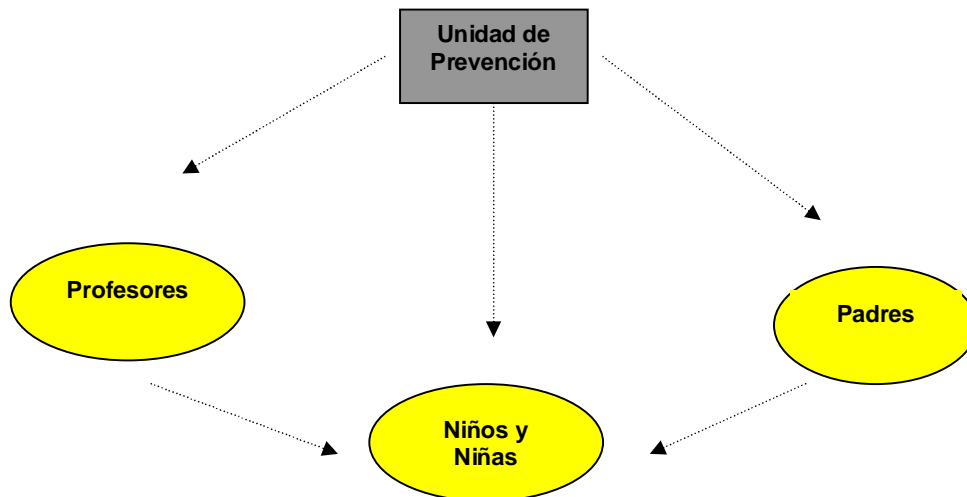 Unidad de
Prevención
Profesores
Padres
Niños y
Niñas